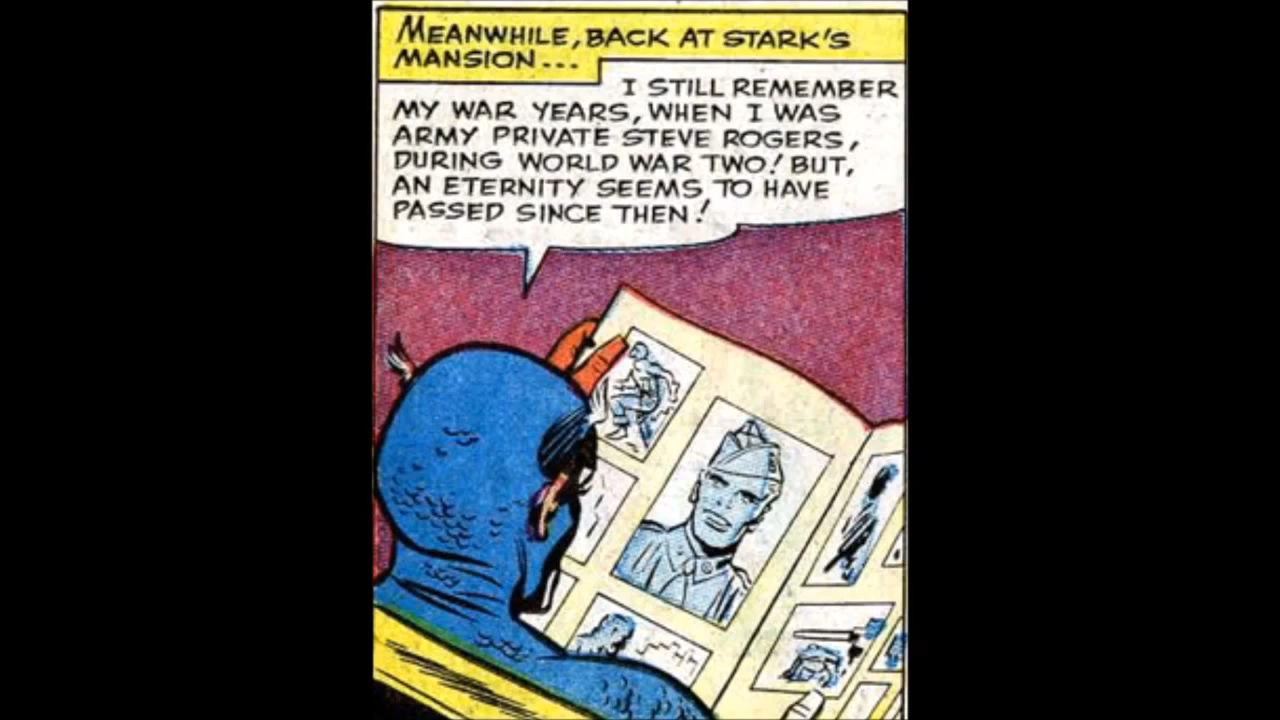 MEANWHILE, BACK AT STARK'S
MANSION...
I STILL REMEMBER
MY WAR YEARS, WHEN I WAS
ARMY PRIVATE STEVE ROGERS,
DURING WORLD WAR TWO! BUT,
AN ETERNITY SEEMS TO HAVE
PASSED SINCE THEN!